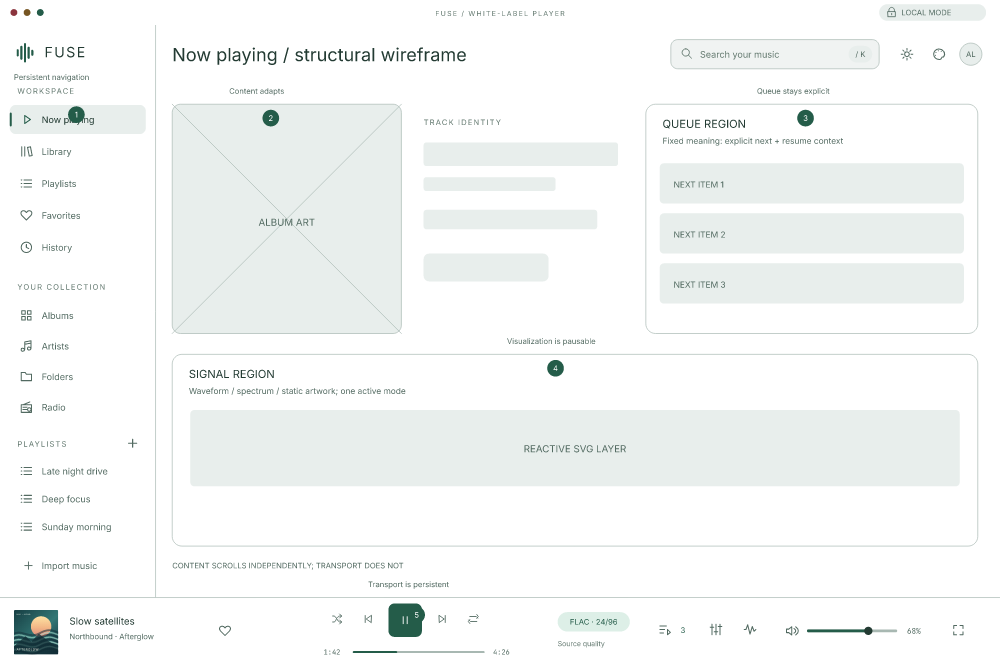 FUSE / WHITE-LABEL PLAYER
LOCAL MODE
FUSE
Persistent navigation
WORKSPACE
Now playing
1
Library
Playlists
Favorites
History
YOUR COLLECTION
Albums
Artists
Folders
Radio
PLAYLISTS
Late night drive
Deep focus
Sunday morning
Import music
Now playing / structural wireframe
Search your music
/ K
AL
Content adapts
2
ALBUM ART
TRACK IDENTITY
Queue stays explicit
QUEUE REGION
3
Fixed meaning: explicit next + resume context
NEXT ITEM 1
NEXT ITEM 2
NEXT ITEM 3
Visualization is pausable
SIGNAL REGION
4
Waveform / spectrum / static artwork; one active mode
REACTIVE SVG LAYER
CONTENT SCROLLS INDEPENDENTLY; TRANSPORT DOES NOT
Transport is persistent
Slow satellites
Northbound · Afterglow
5
1:42
4:26
FLAC · 24/96
Source quality
3
68%